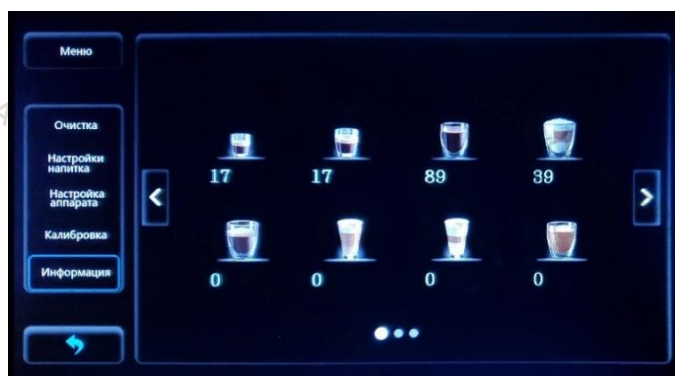 Меню
Очистка
Настройки
напитка
Настройка
аппарата
Калибровка
Информация
17 17 89 39
0 0 0 0